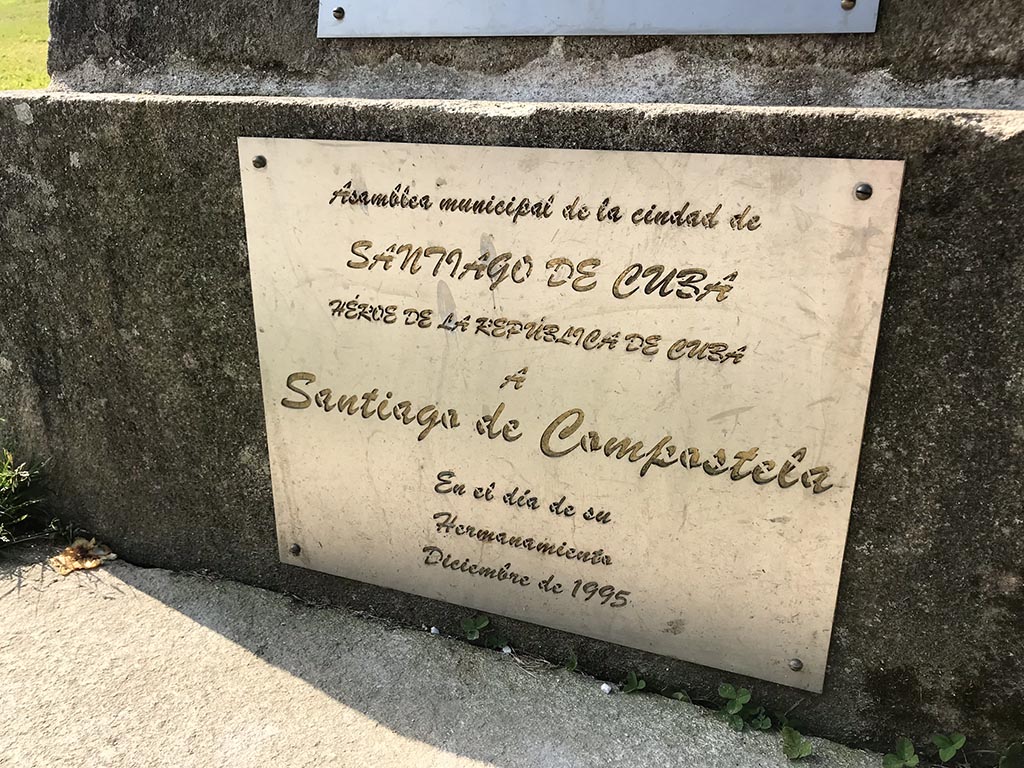 Asamblea municipal de la ciudad de
SANTIAGO DE CUBA
HÉROE DE LA REPÚBLICA DE CUBA
A
Santiago de Compostela
En el día de su
Hermanamiento
Diciembre de 1995